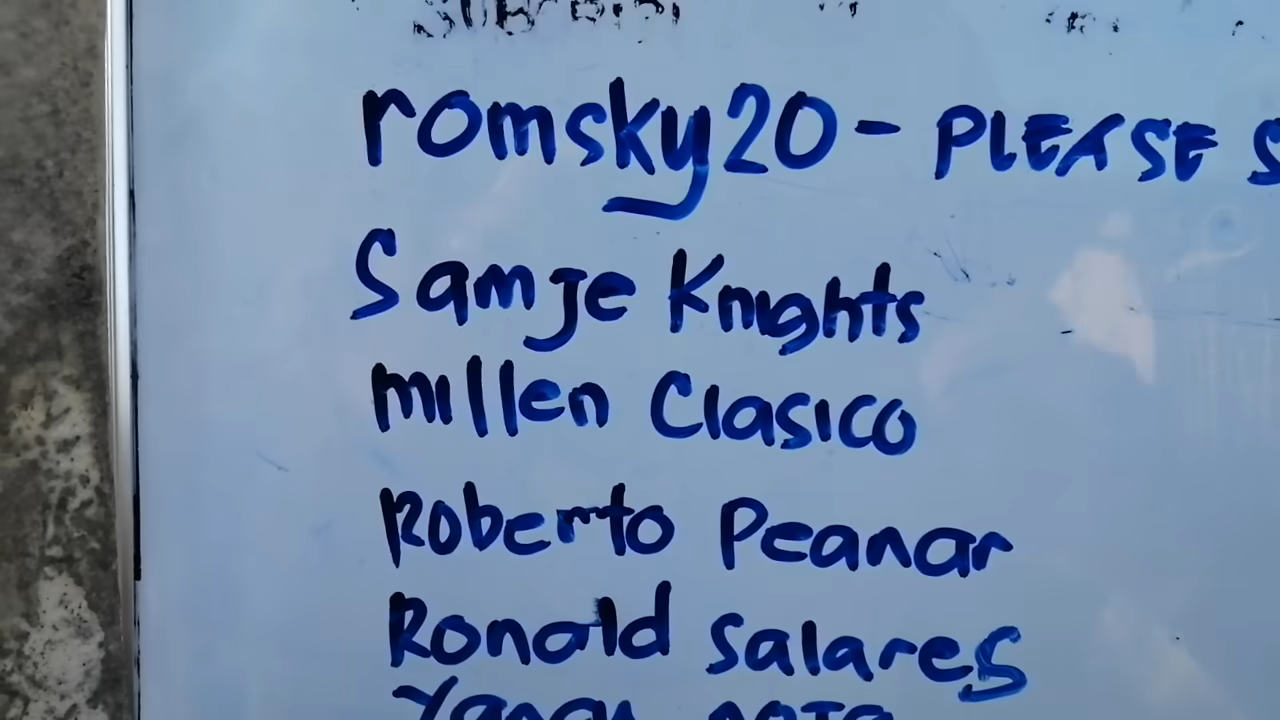 romsky20 - PLEASE S
Samje Knights
millen Clasico
Roberto Peanar
Ronald Salares